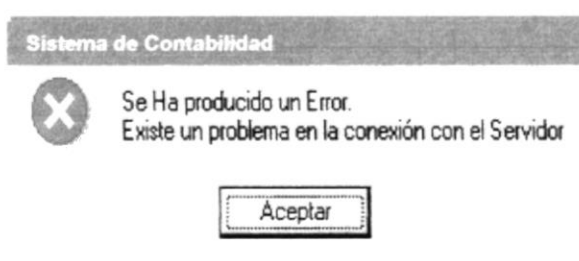 Sistema de Contabilidad
Se Ha producido un Error.
Existe un problema en la conexión con el Servidor
Aceptar